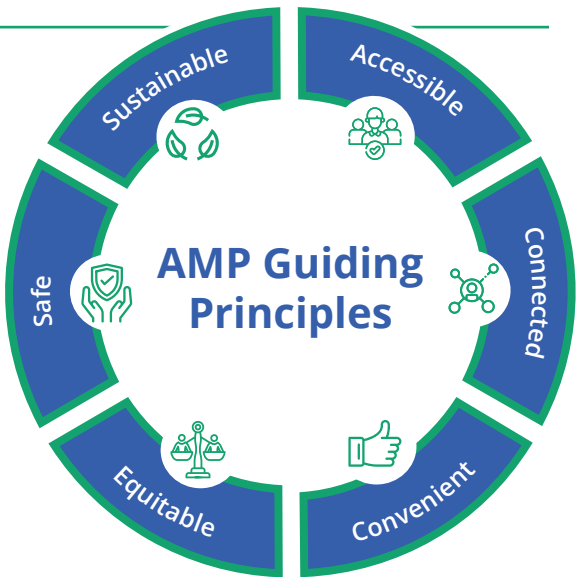 Sustainable
Accessible
Connected
Convenient
Equitable
Safe
AMP Guiding
Principles